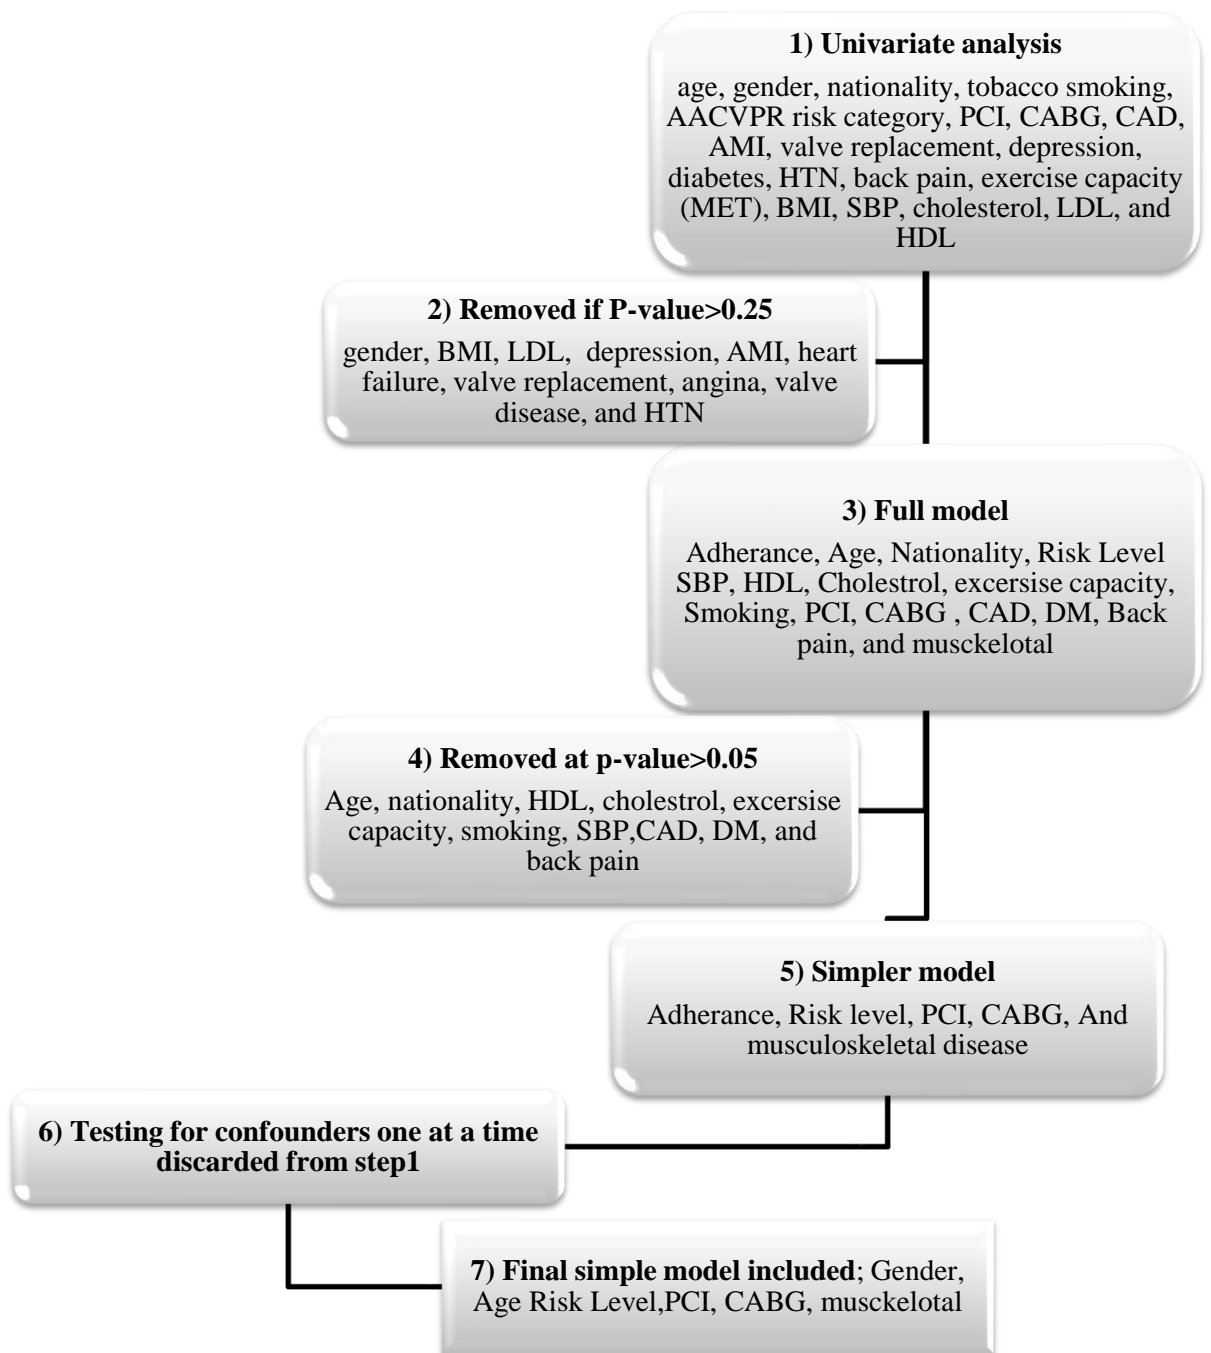 1) Univariate analysis
age, gender, nationality, tobacco smoking,
AACVPR risk category, PCI, CABG, CAD,
AMI, valve replacement, depression,
diabetes, HTN, back pain, exercise capacity
(MET), BMI, SBP, cholesterol, LDL, and
HDL
2) Removed if P-value>0.25
gender, BMI, LDL, depression, AMI, heart
failure, valve replacement, angina, valve
disease, and HTN
3) Full model
Adherance, Age, Nationality, Risk Level
SBP, HDL, Cholestrol, excersise capacity,
Smoking, PCI, CABG , CAD, DM, Back
pain, and musckelotal
4) Removed at p-value>0.05
Age, nationality, HDL, cholestrol, excersise
capacity, smoking, SBP,CAD, DM, and
back pain
5) Simpler model
Adherance, Risk level, PCI, CABG, And
musculoskeletal disease
6) Testing for confounders one at a time
discarded from step1
7) Final simple model included; Gender,
Age Risk Level,PCI, CABG, musckelotal